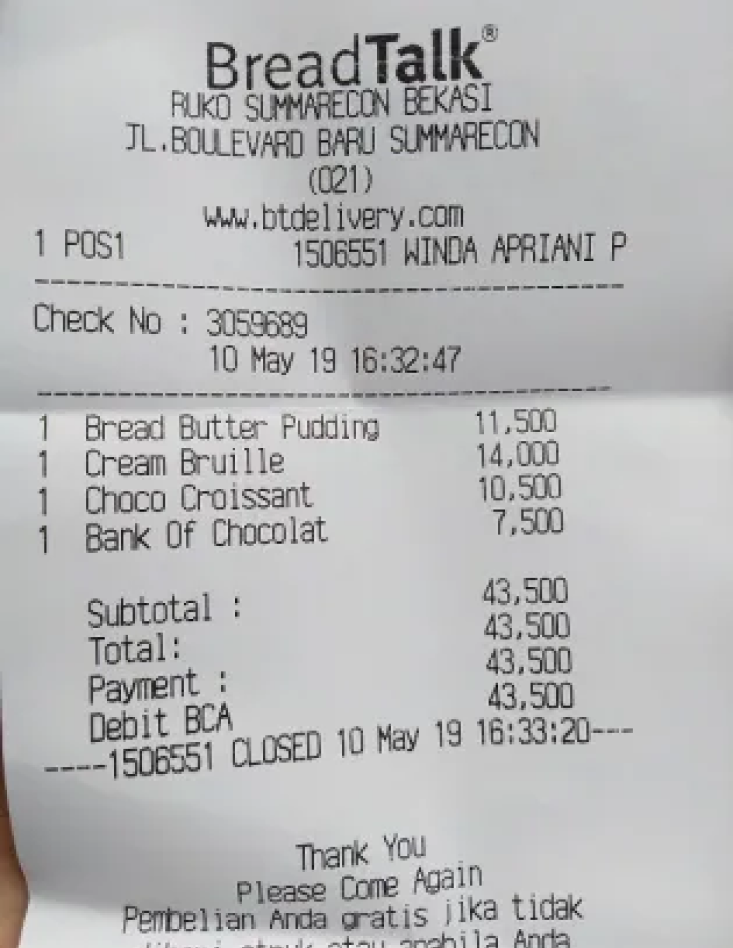 BreadTalk®
RUKO SUMMARECON BEKASI
JL.BOULEVARD BARU SUMMARECON
(021)
www.btdelivery.com
1 POS1 1506551 WINDA APRIANI P
Check No : 3059689
10 May 19 16:32:47
1 Bread Butter Pudding 11,500
1 Cream Bruille 14,000
1 Choco Croissant 10,500
1 Bank Of Chocolat 7,500
Subtotal : 43,500
Total: 43,500
Payment : 43,500
Debit BCA 43,500
----1506551 CLOSED 10 May 19 16:33:20---
Thank You
Please Come Again
Pembelian Anda gratis jika tidak
struk atau apabila Anda